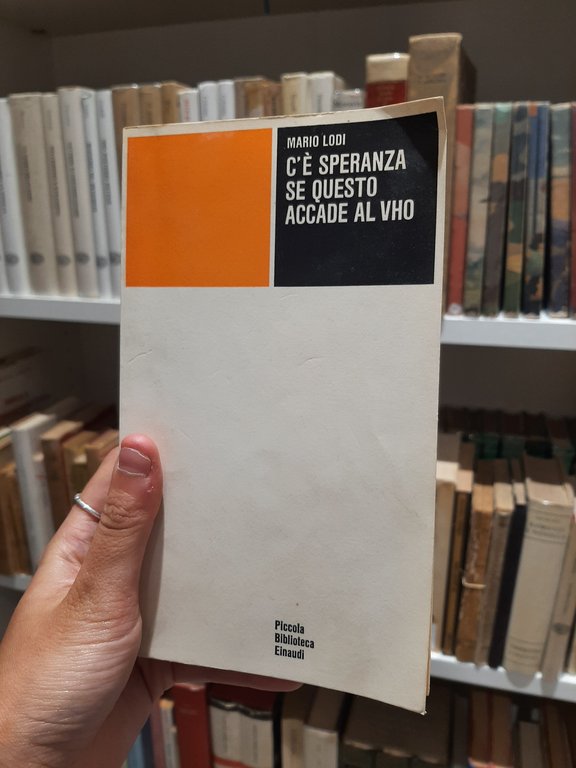 MARIO LODI
C'È SPERANZA
SE QUESTO
ACCADE AL VHO
Piccola
Biblioteca
Einaudi